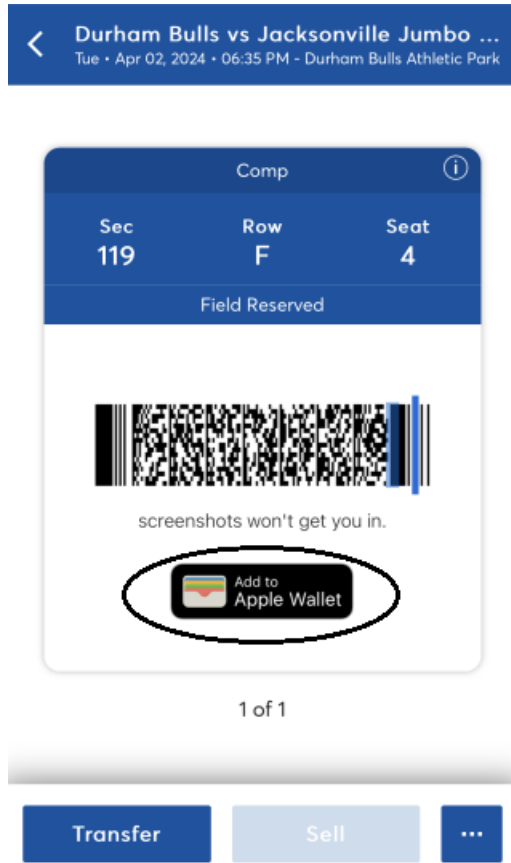 Durham Bulls vs Jacksonville Jumbo ...
Tue • Apr 02, 2024 • 06:35 PM - Durham Bulls Athletic Park
Comp
Sec Row Seat
119 F 4
Field Reserved
screenshots won't get you in.
Add to
Apple Wallet
1 of 1
Transfer Sell ...